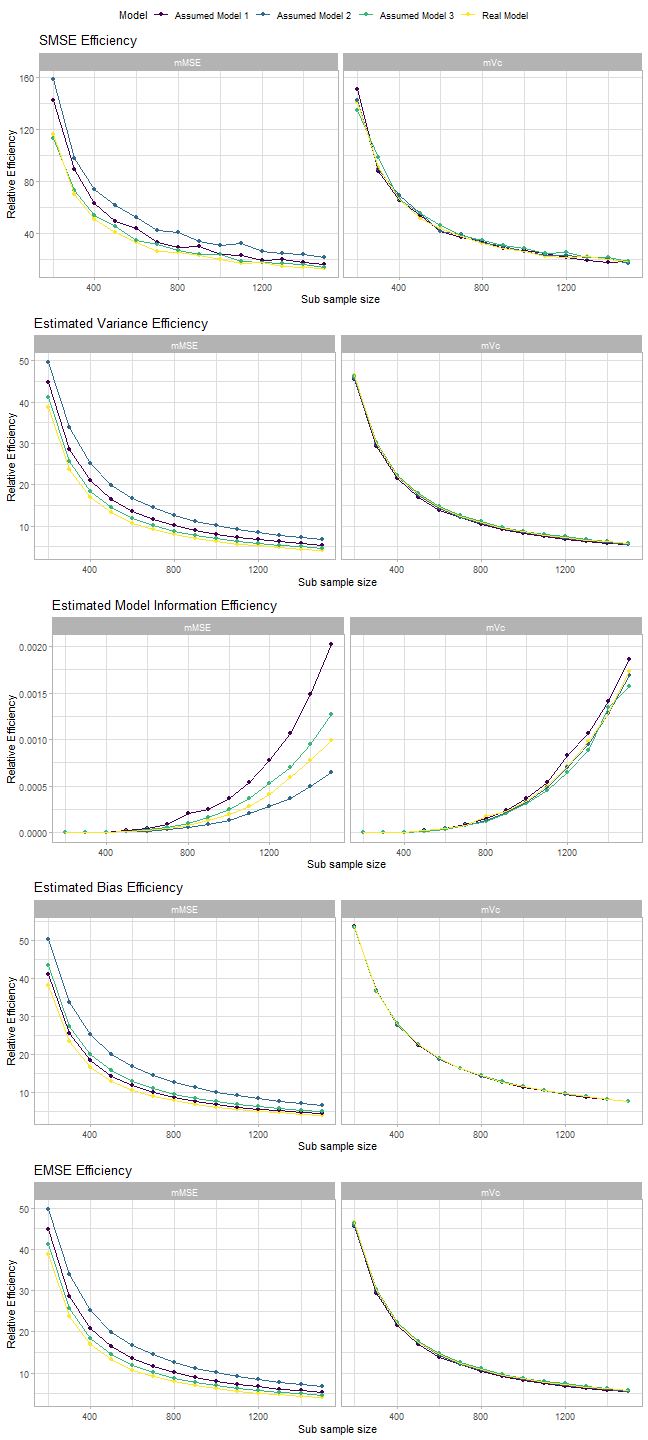 Model Assumed Model 1 Assumed Model 2 Assumed Model 3 Real Model
SMSE Efficiency
mMSE mVc
Relative Efficiency
160
120
80
40
400 800 1200 400 800 1200
Sub sample size
Estimated Variance Efficiency
mMSE mVc
Relative Efficiency
50
40
30
20
10
400 800 1200 400 800 1200
Sub sample size
Estimated Model Information Efficiency
mMSE mVc
Relative Efficiency
0.0020
0.0015
0.0010
0.0005
0.0000
400 800 1200 400 800 1200
Sub sample size
Estimated Bias Efficiency
mMSE mVc
Relative Efficiency
50
40
30
20
10
400 800 1200 400 800 1200
Sub sample size
EMSE Efficiency
mMSE mVc
Relative Efficiency
50
40
30
20
10
400 800 1200 400 800 1200
Sub sample size